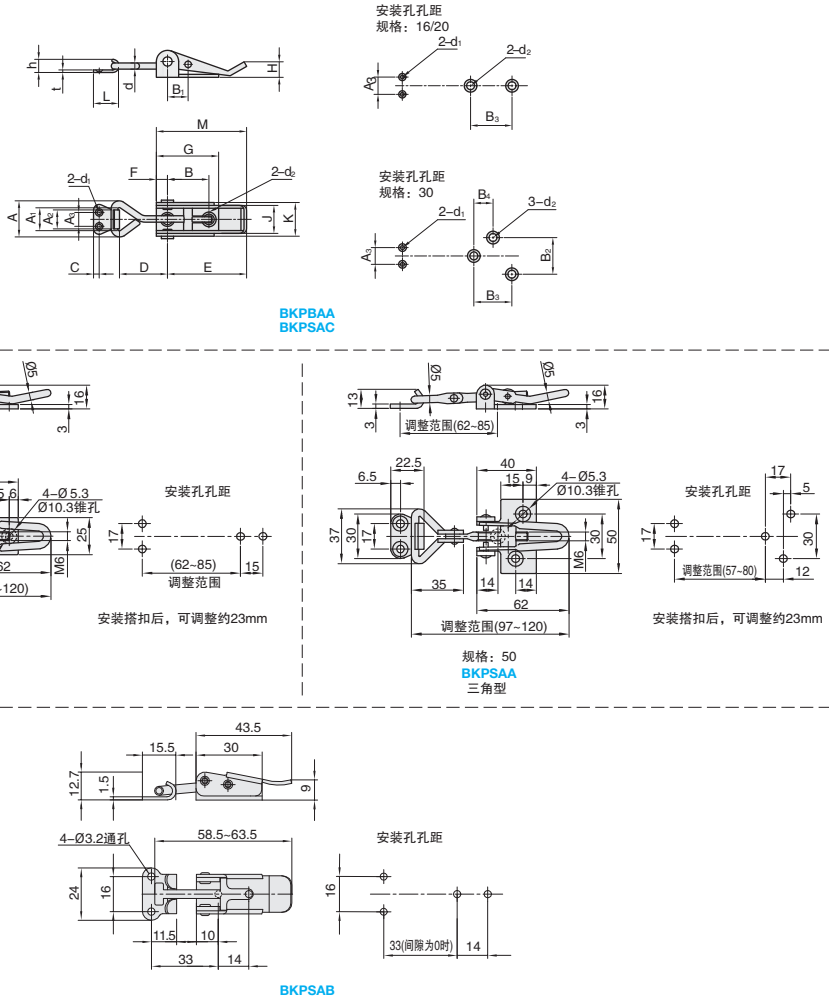 安装孔孔距
规格：16/20
2–d₁
2–d₂
A₃
B₃
h
t
L
d
B₁
H
M
G
F
B
2–d₁
2–d₂
A
A₁
A₂
A₃
J
K
C
D
E
安装孔孔距
规格：30
2–d₁
B₄
3–d₂
A₃
B₂
B₃
BKPBAA
BKPSAC
Ø5
16
3
6
4–Ø5.3
Ø10.3锥孔
25
M6
62
~120)
安装孔孔距
17
(62~85)
调整范围
15
安装搭扣后，可调整约23mm
13
3
Ø5
调整范围(62~85)
Ø5
16
3
22.5
6.5
40
15
9
4–Ø5.3
Ø10.3锥孔
37
30
17
30
50
M6
35
14
14
62
调整范围(97~120)
规格：50
BKPSAA
三角型
安装孔孔距
17
5
17
30
调整范围(57~80)
12
安装搭扣后，可调整约23mm
43.5
15.5
30
12.7
1.5
9
4–Ø3.2通孔
58.5~63.5
24
16
11.5
10
33
14
安装孔孔距
16
33(间隙为0时)
14
BKPSAB